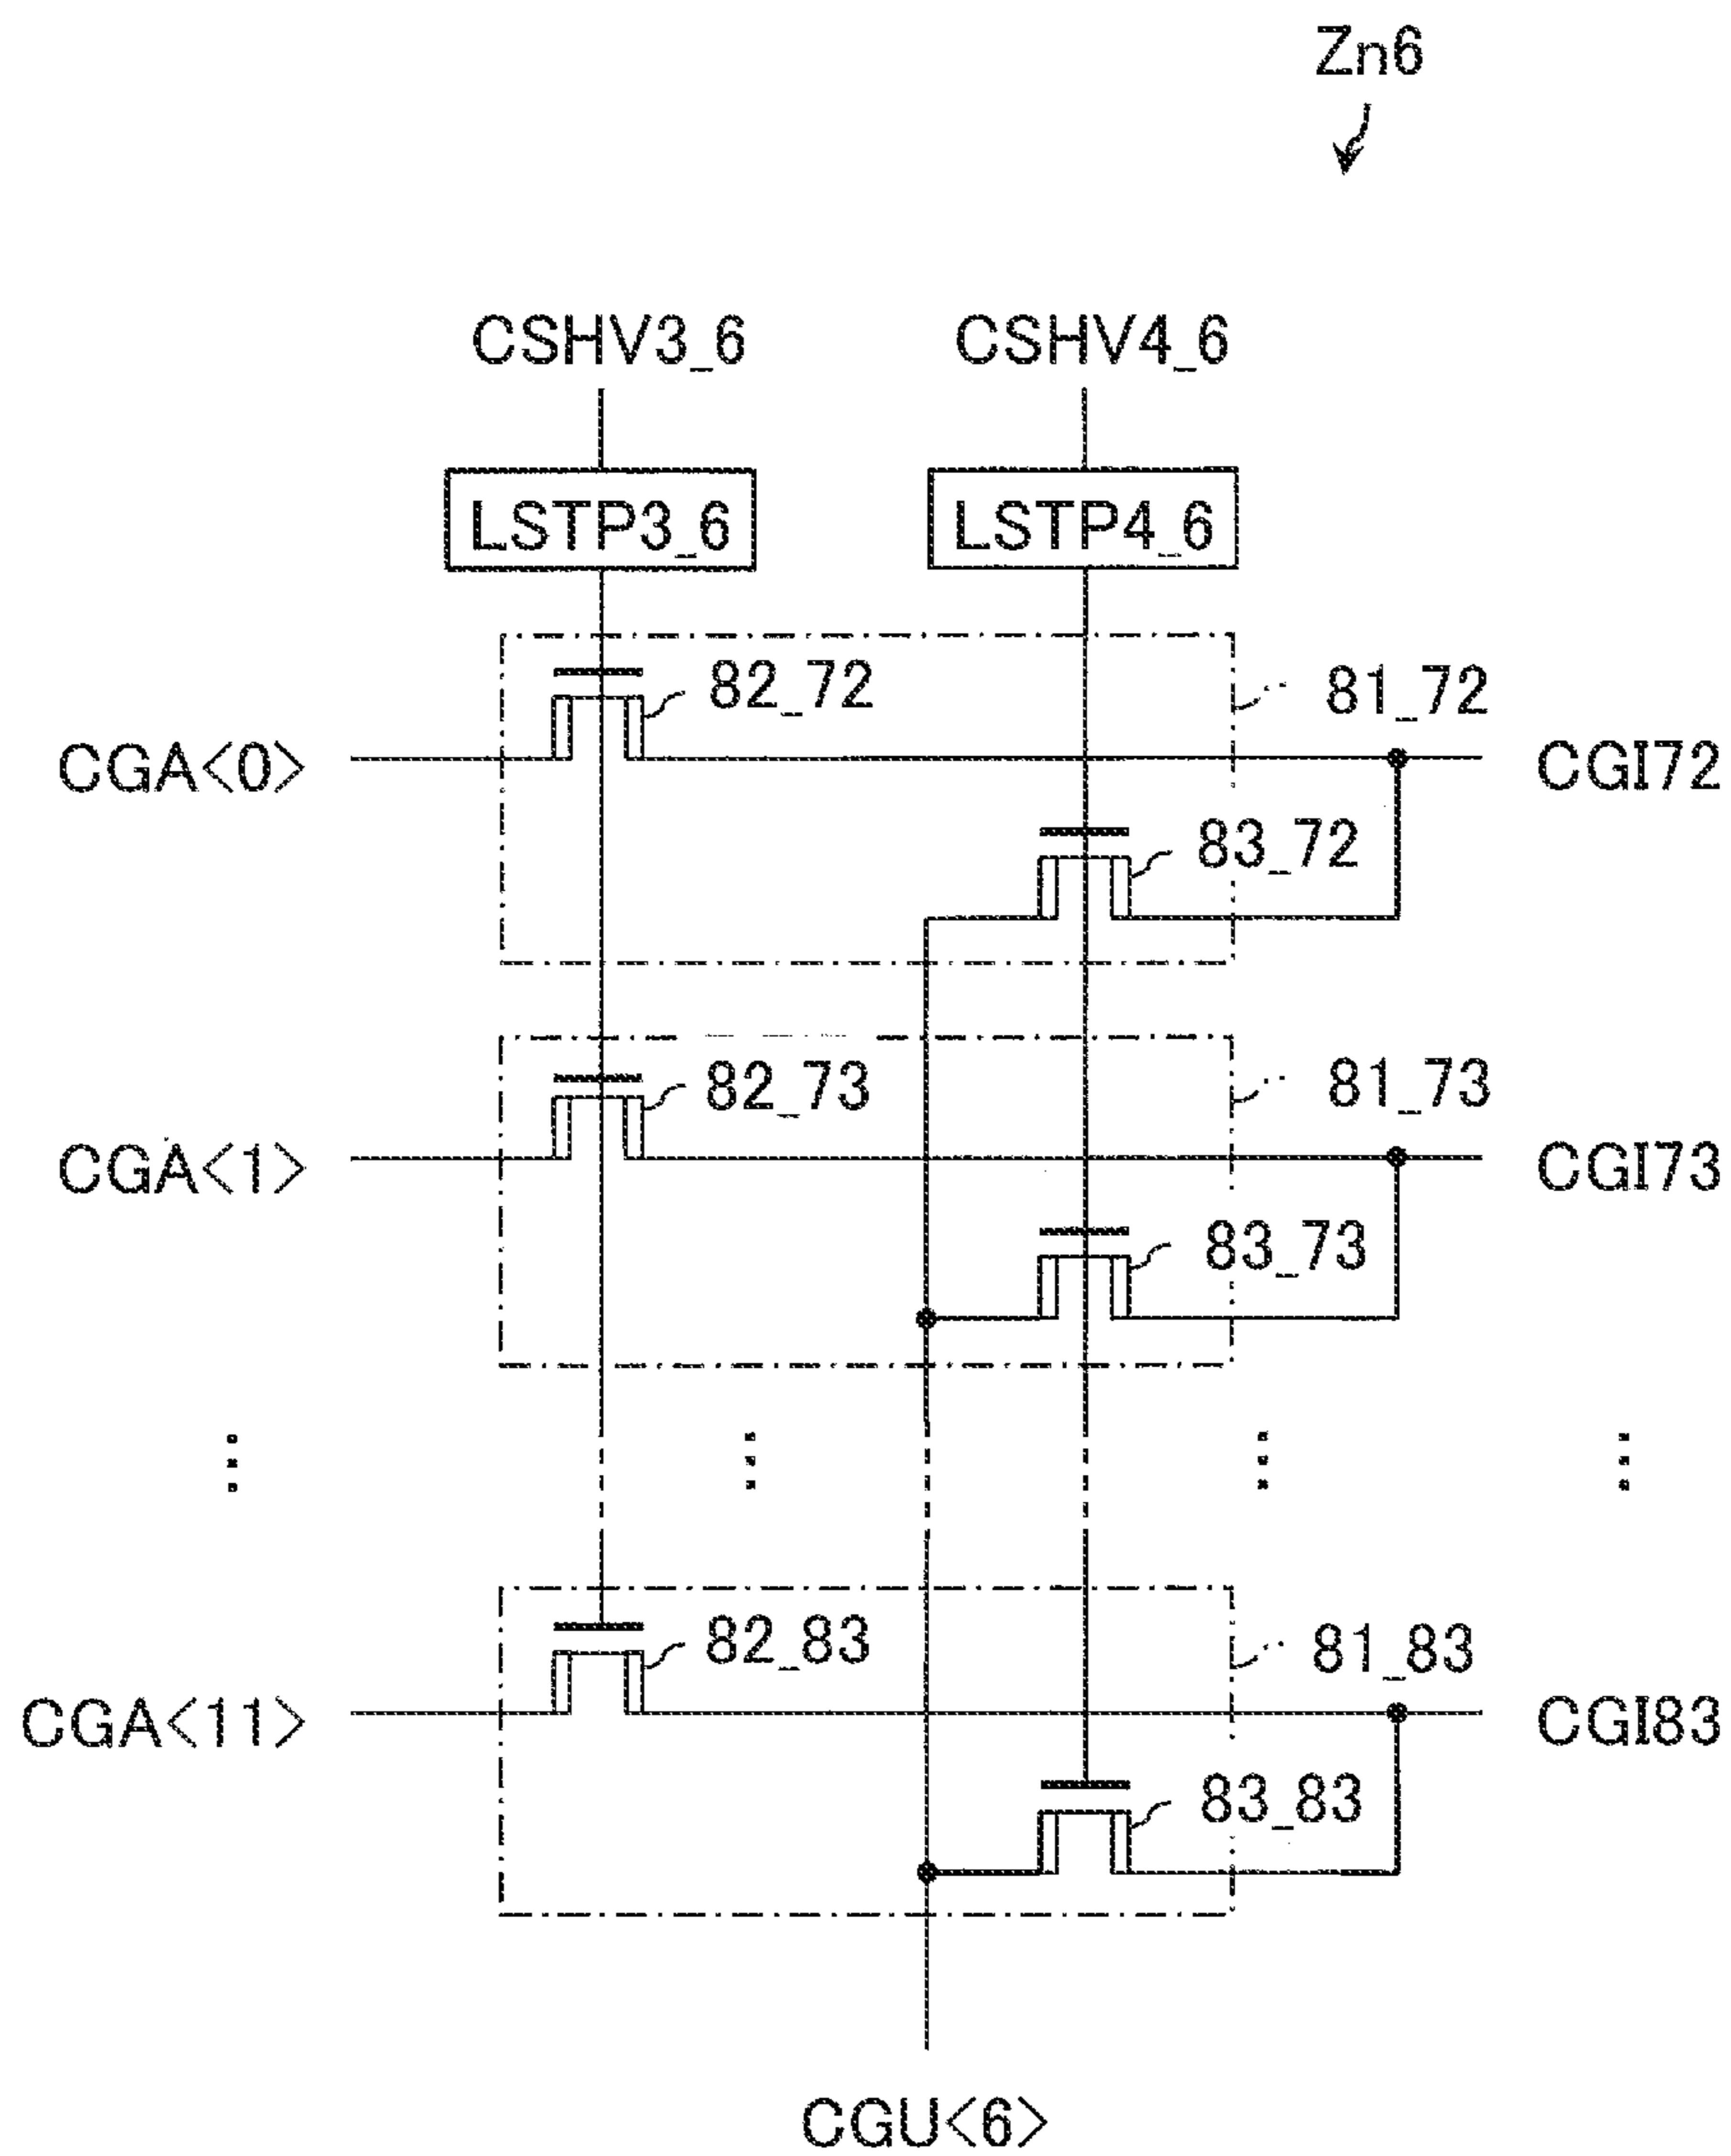 Zn6
CSHV3_6 CSHV4_6
LSTP3_6 LSTP4_6
82_72 81_72
CGA<0> CGI72
83_72
82_73 81_73
CGA<1> CGI73
83_73
82_83 81_83
CGA<11> CGI83
83_83
CGU<6>